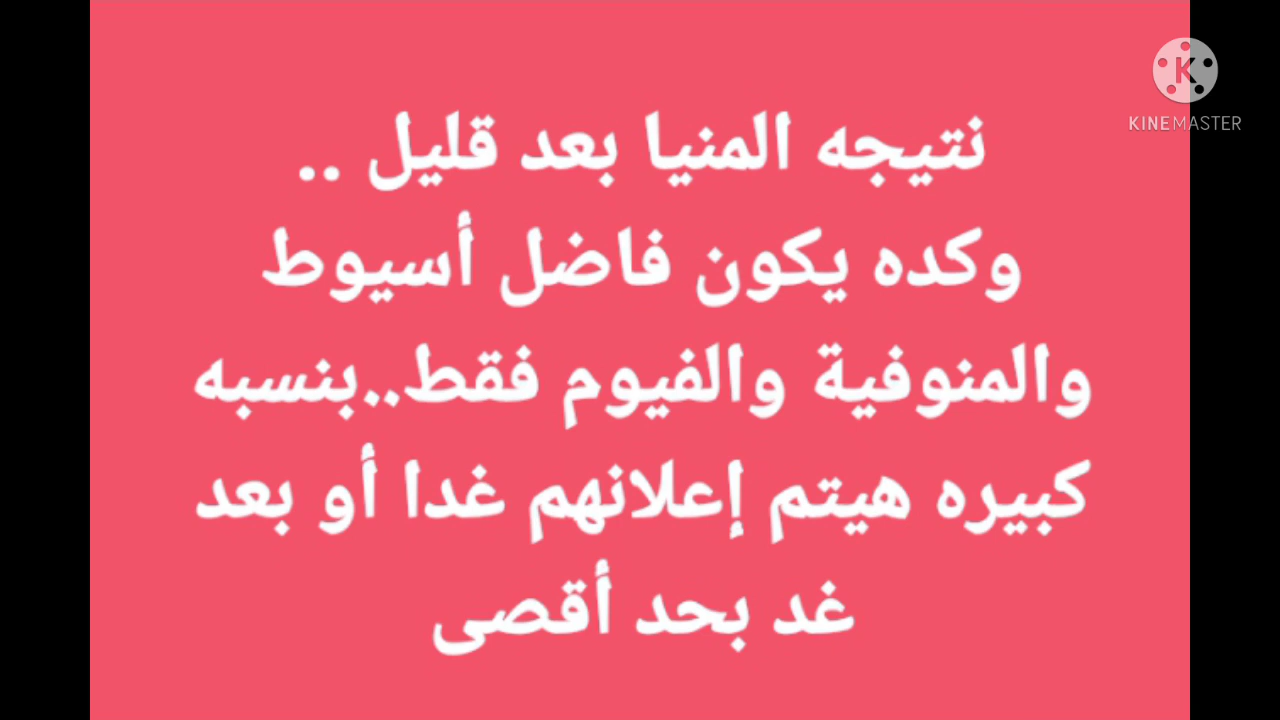 نتيجه المنيا بعد قليل ..
وكده يكون فاضل أسيوط
والمنوفية والفيوم فقط..بنسبه
كبيره هيتم إعلانهم غدا أو بعد
غد بحد أقصى
KINEMASTER